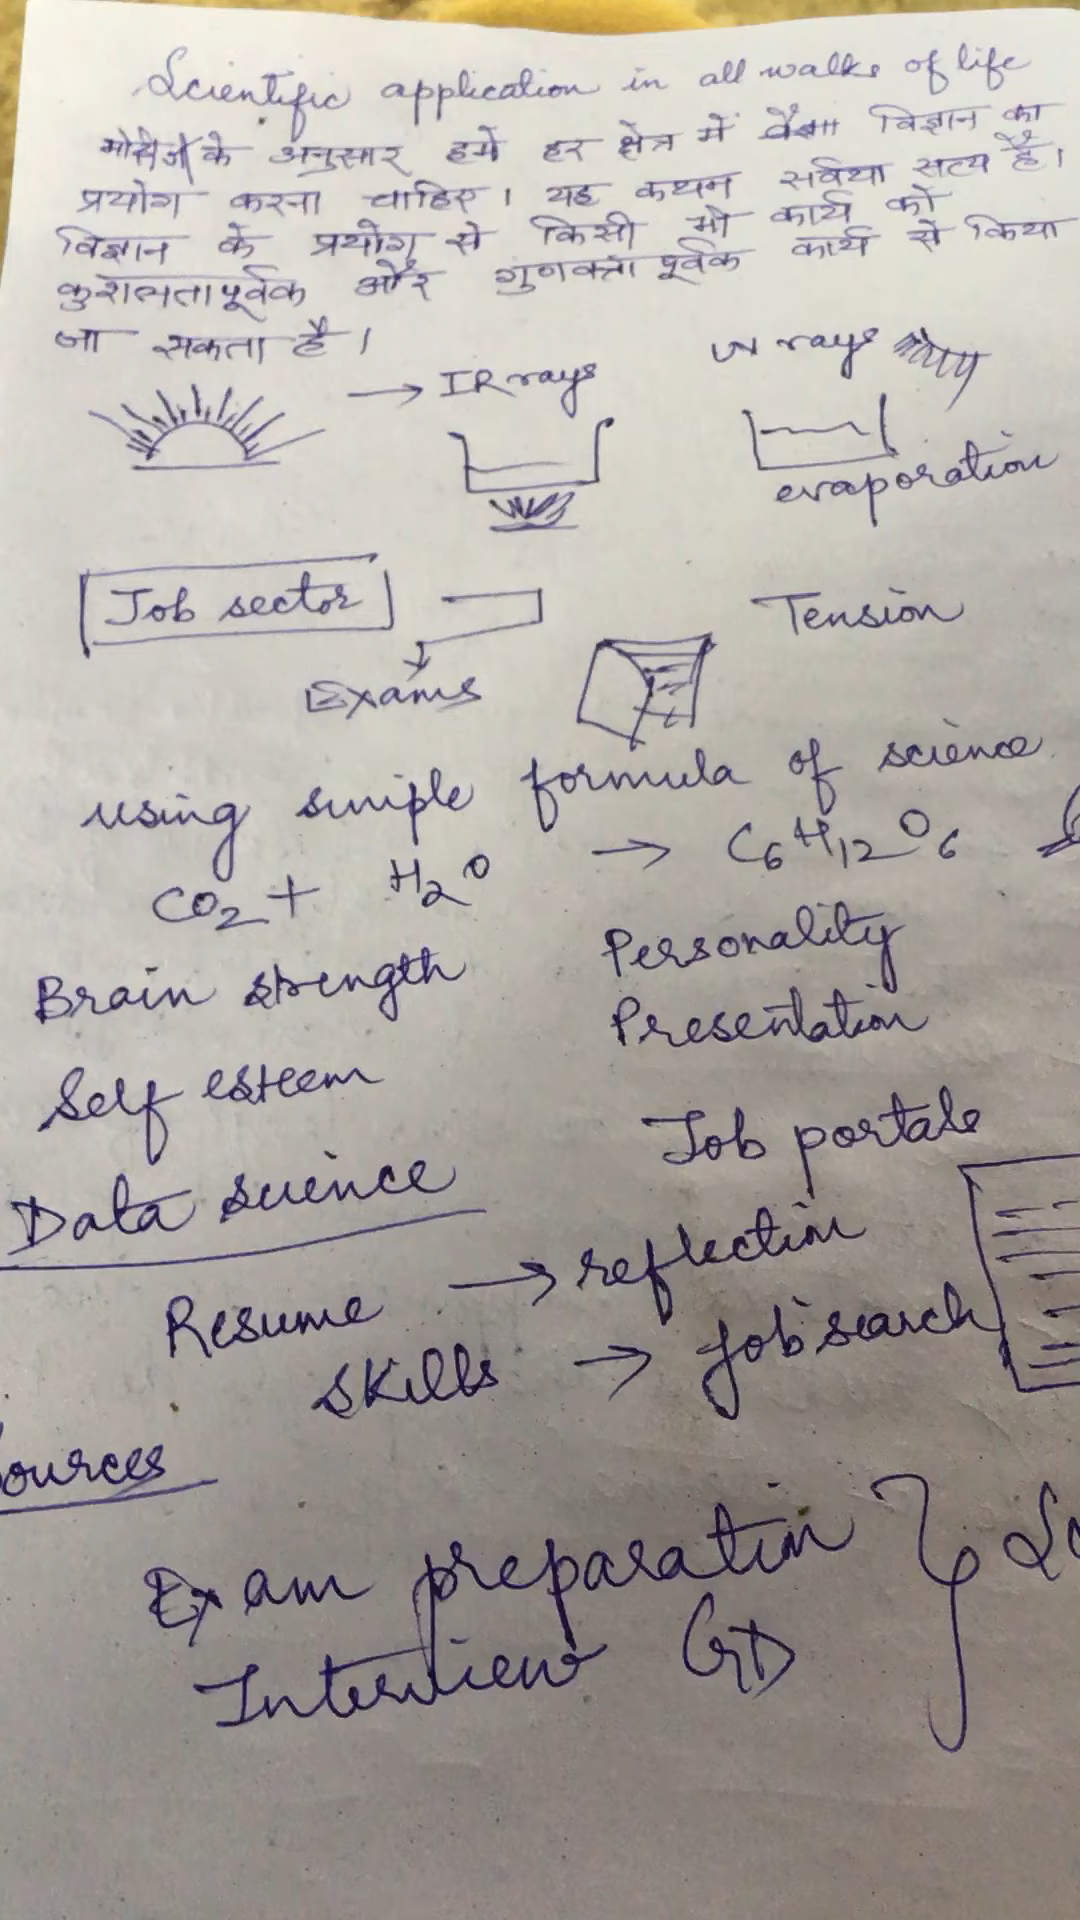 Scientific application in all walks of life
मोदीजी के अनुसार हमें हर क्षेत्र में विज्ञान का
प्रयोग करना चाहिए। यह कथन सर्वथा सत्य है।
विज्ञान के प्रयोग से किसी भी कार्य को
कुशलतापूर्वक और गुणवत्ता पूर्वक कार्य से किया
जा सकता है।
→ IR rays
UV rays
evaporation
Job sector
Exams
Tension
using simple formula of science
CO2 + H2O → C6H12O6
Brain strength
Personality
Presentation
Self esteem
Job portals
Data science
Resume → reflection
Skills → job search
ources
Exam preparation
Interview GD